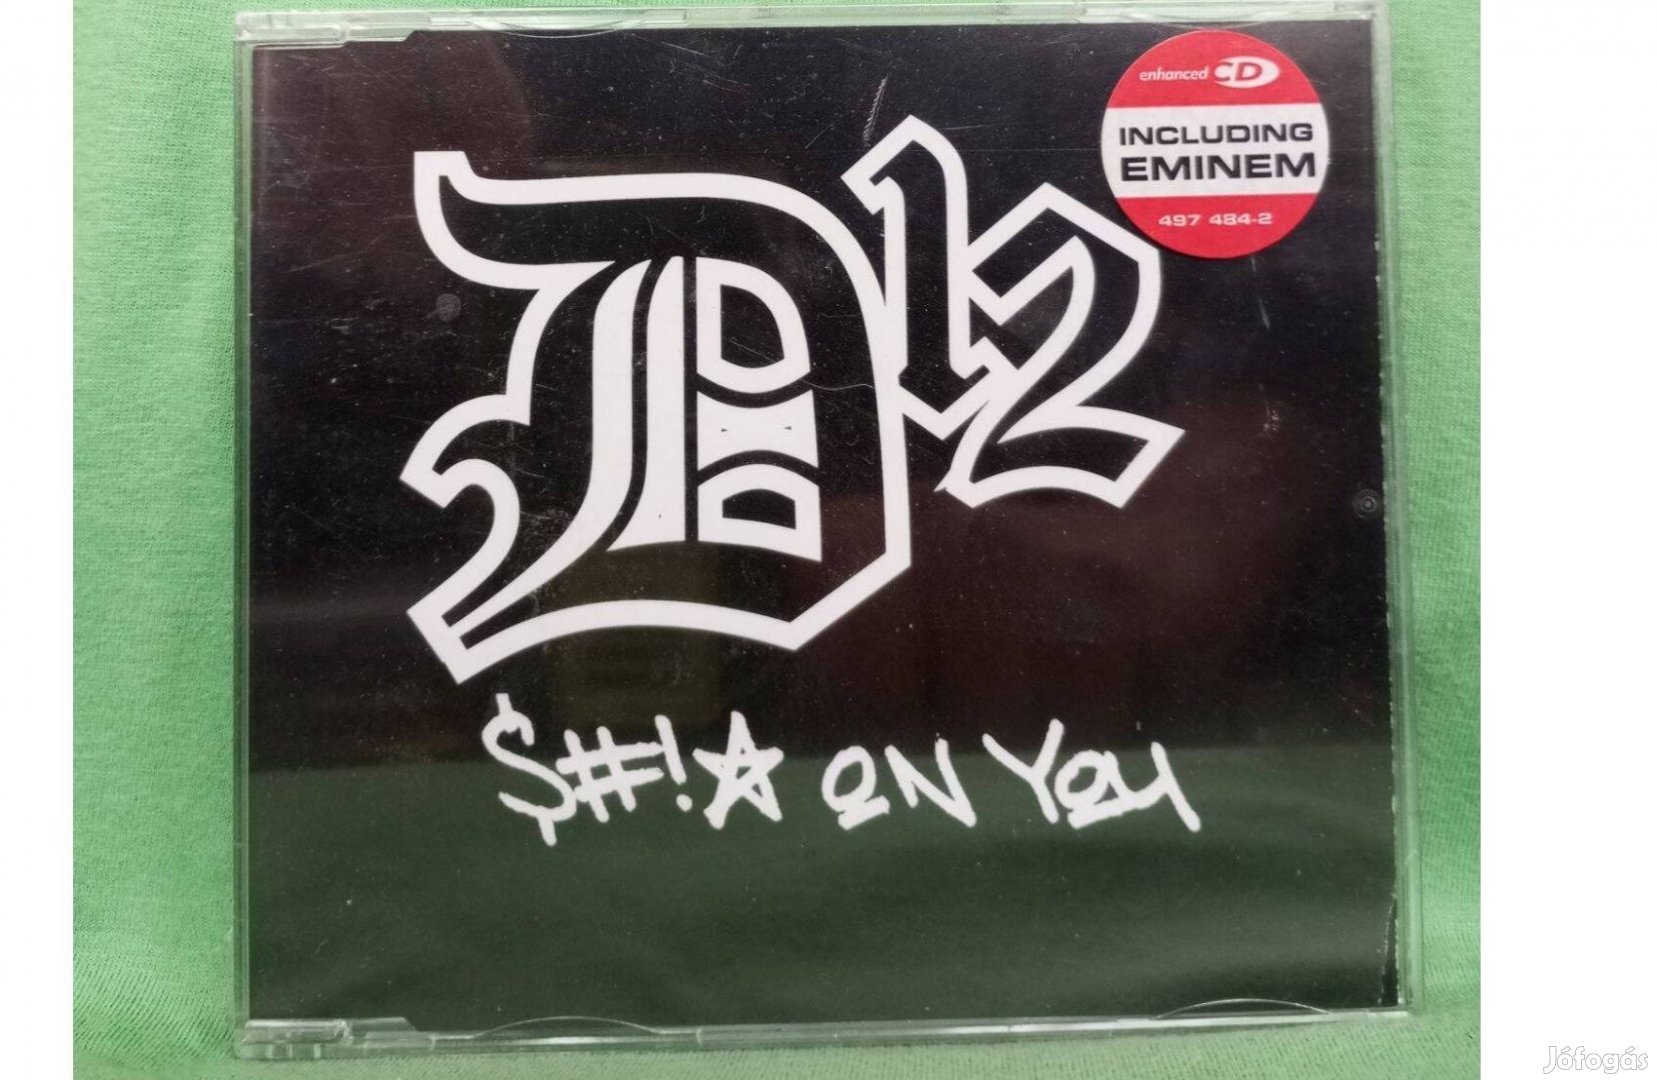 enhanced CD
INCLUDING
EMINEM
497 484-2
D12
$#!☆ ON YOU
Jófogás